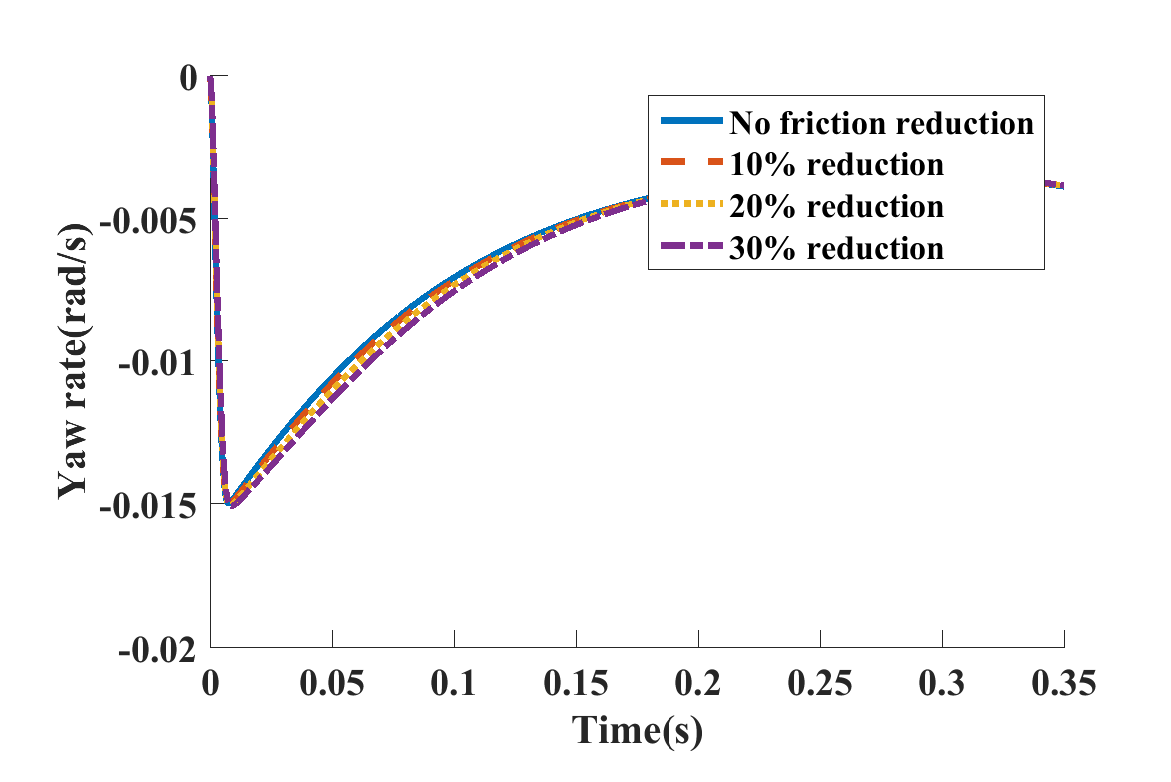 0
-0.005
-0.01
-0.015
-0.02
Yaw rate(rad/s)
No friction reduction
10% reduction
20% reduction
30% reduction
0 0.05 0.1 0.15 0.2 0.25 0.3 0.35
Time(s)